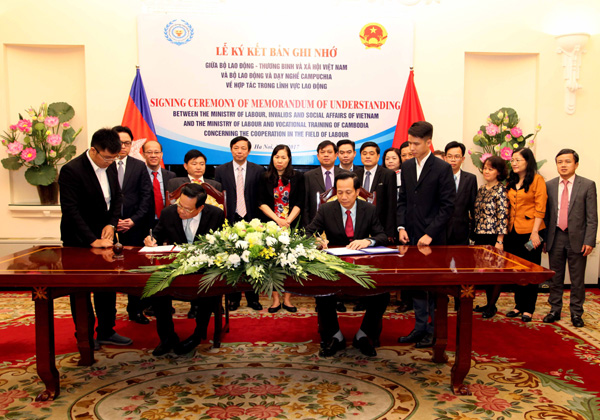 LỄ KÝ KẾT BẢN GHI NHỚ
GIỮA BỘ LAO ĐỘNG - THƯƠNG BINH VÀ XÃ HỘI VIỆT NAM
VÀ BỘ LAO ĐỘNG VÀ DẠY NGHỀ CAMPUCHIA
VỀ HỢP TÁC TRONG LĨNH VỰC LAO ĐỘNG
SIGNING CEREMONY OF MEMORANDUM OF UNDERSTANDING
BETWEEN THE MINISTRY OF LABOUR, INVALIDS AND SOCIAL AFFAIRS OF VIETNAM
AND THE MINISTRY OF LABOUR AND VOCATIONAL TRAINING OF CAMBODIA
CONCERNING THE COOPERATION IN THE FIELD OF LABOUR
Hà Nội,